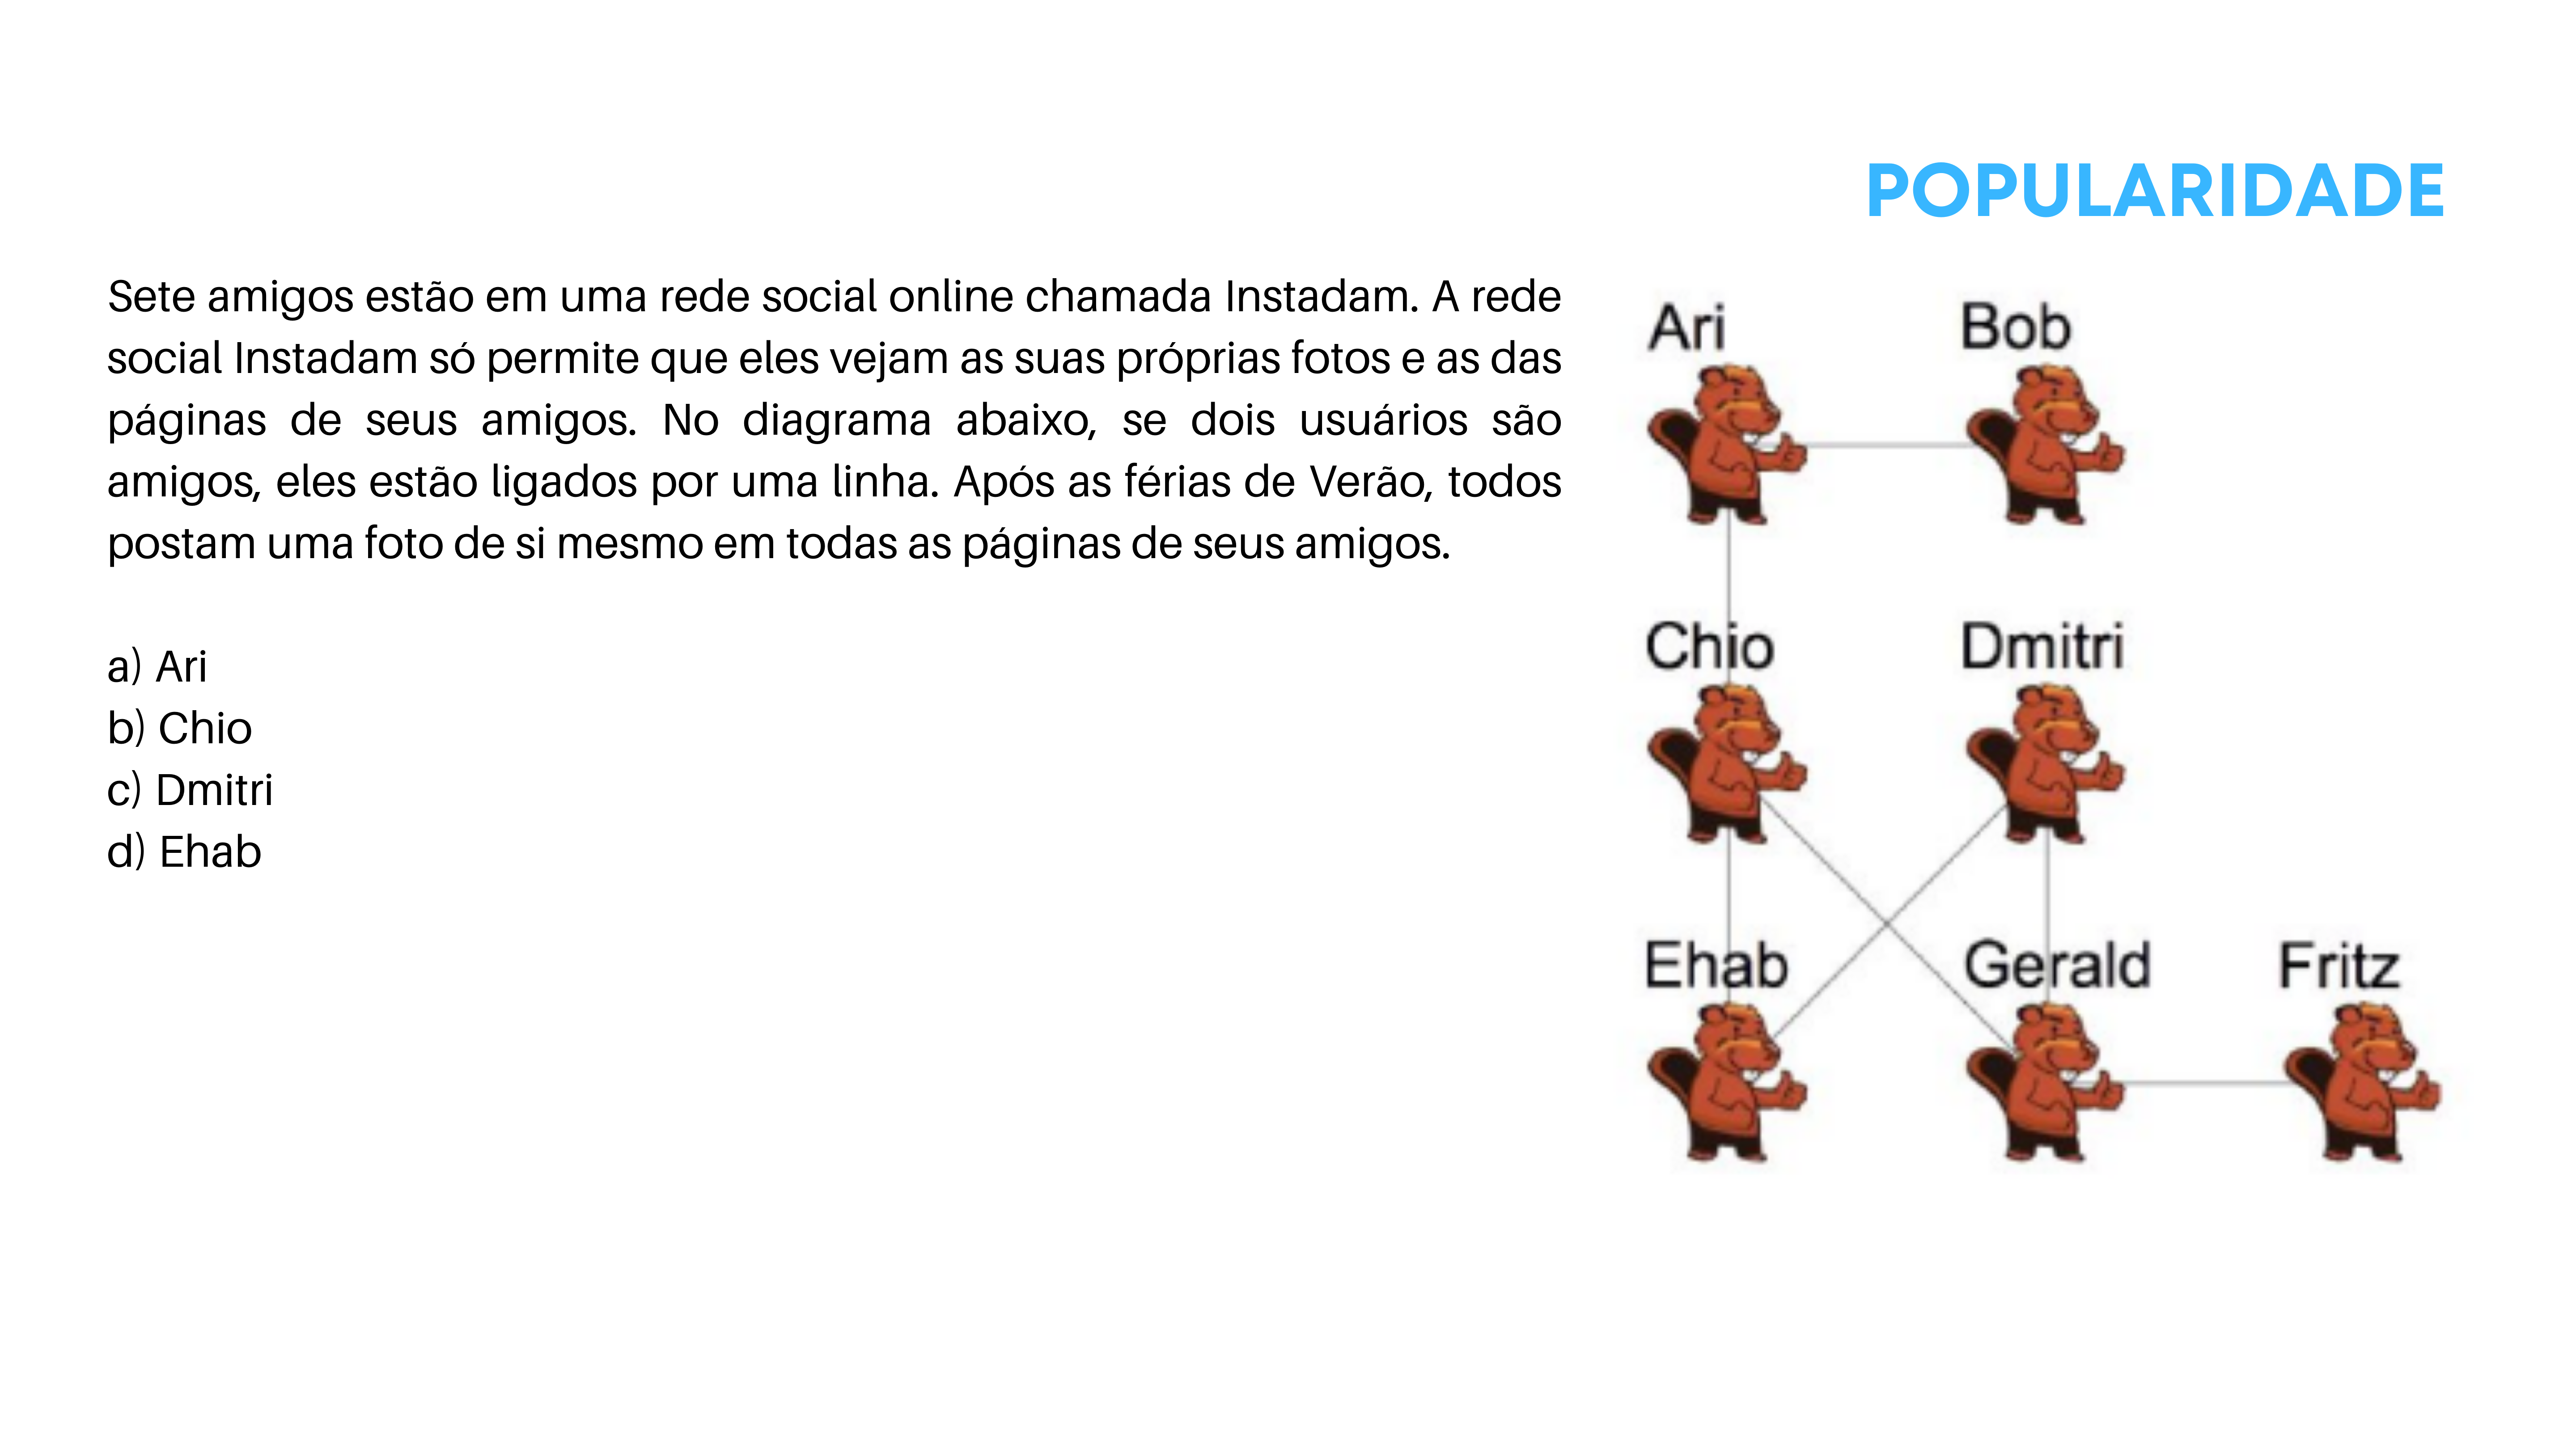 POPULARIDADE
Sete amigos estão em uma rede social online chamada Instadam. A rede
social Instadam só permite que eles vejam as suas próprias fotos e as das
páginas de seus amigos. No diagrama abaixo, se dois usuários são
amigos, eles estão ligados por uma linha. Após as férias de Verão, todos
postam uma foto de si mesmo em todas as páginas de seus amigos.
a) Ari
b) Chio
c) Dmitri
d) Ehab
Ari Bob
Chio Dmitri
Ehab Gerald Fritz